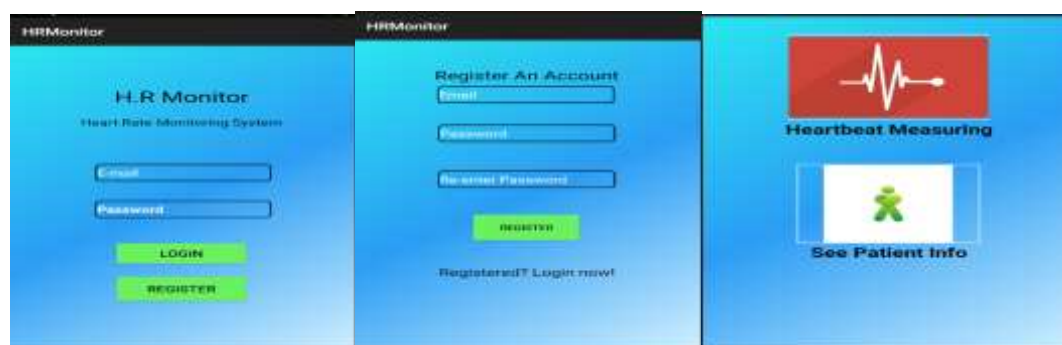 HRMonitor
H.R Monitor
Heart Rate Monitoring System
E-mail
Password
LOGIN
REGISTER
HRMonitor
Register An Account
Email
Password
Re-enter Password
REGISTER
Registered? Login now!
Heartbeat Measuring
See Patient Info